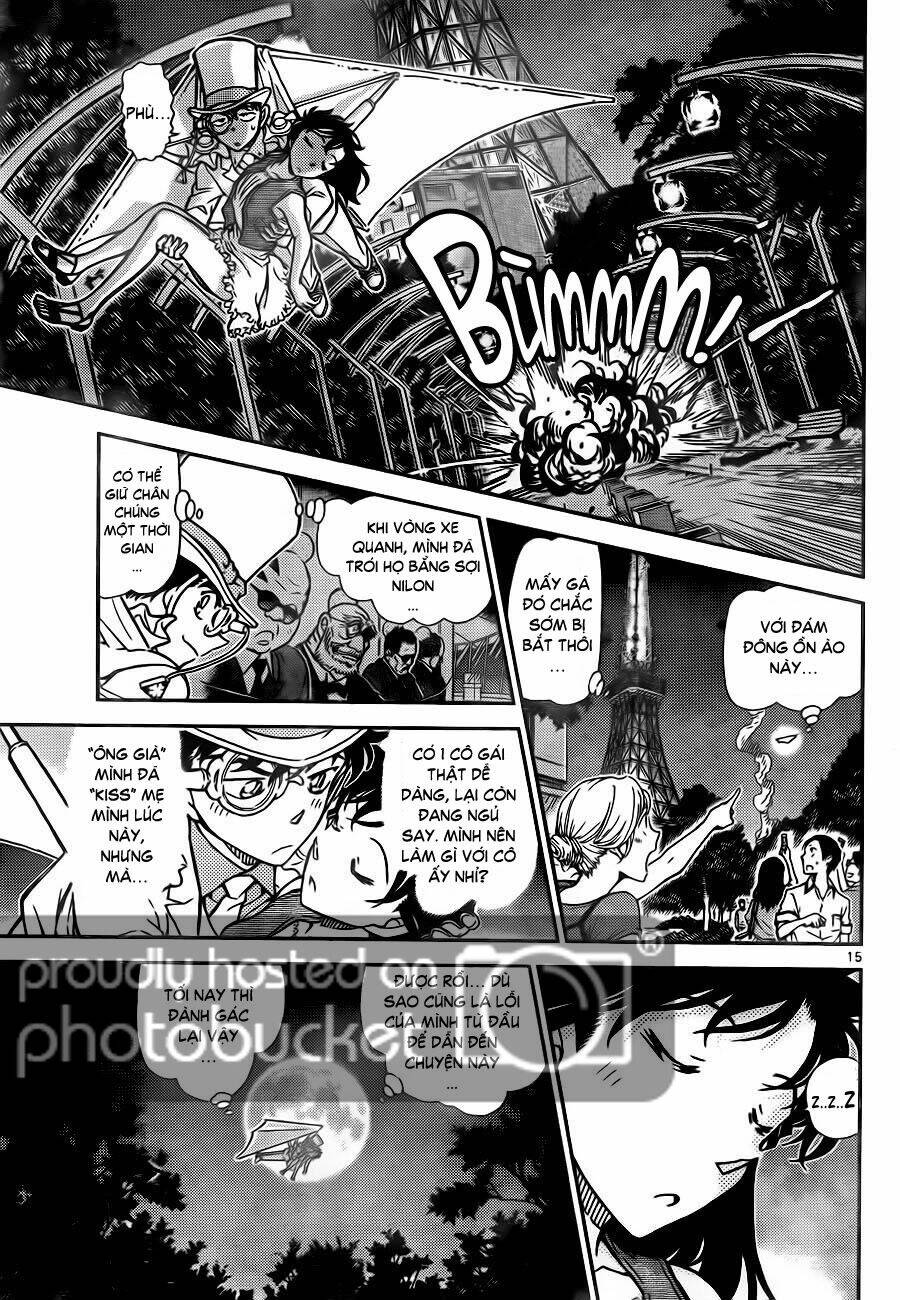 PHÙ...
BÙMMM!
VỚI ĐÁM
ĐÔNG ỒN ÀO
NÀY...
MẤY GÃ
ĐÓ CHẮC
SỚM BỊ
BẮT THÔI
...
KHI VÒNG XE
QUANH, MÌNH ĐÃ
TRÓI HỌ BẰNG SỢI
NILON
...
CÓ THỂ
GIỮ CHÂN
CHÚNG
MỘT THỜI
GIAN
...
CÓ 1 CÔ GÁI
THẬT DỄ
DÀNG, LẠI CÒN
ĐANG NGỦ
SAY. MÌNH NÊN
LÀM GÌ VỚI CÔ
ẤY NHỈ?
"ÔNG GIÀ"
MÌNH ĐÃ
"KISS" MẸ
MÌNH LÚC
NÀY,
NHƯNG
MÀ...
15
Z..Z..Z
ĐƯỢC RỒI... DÙ
SAO CŨNG LÀ LỖI
CỦA MÌNH TỪ ĐẦU
ĐỂ DẪN ĐẾN
CHUYỆN NÀY
...
TỐI NAY THÌ
ĐÀNH GÁC
LẠI VẬY
...
proudly hosted on
photobucket
®